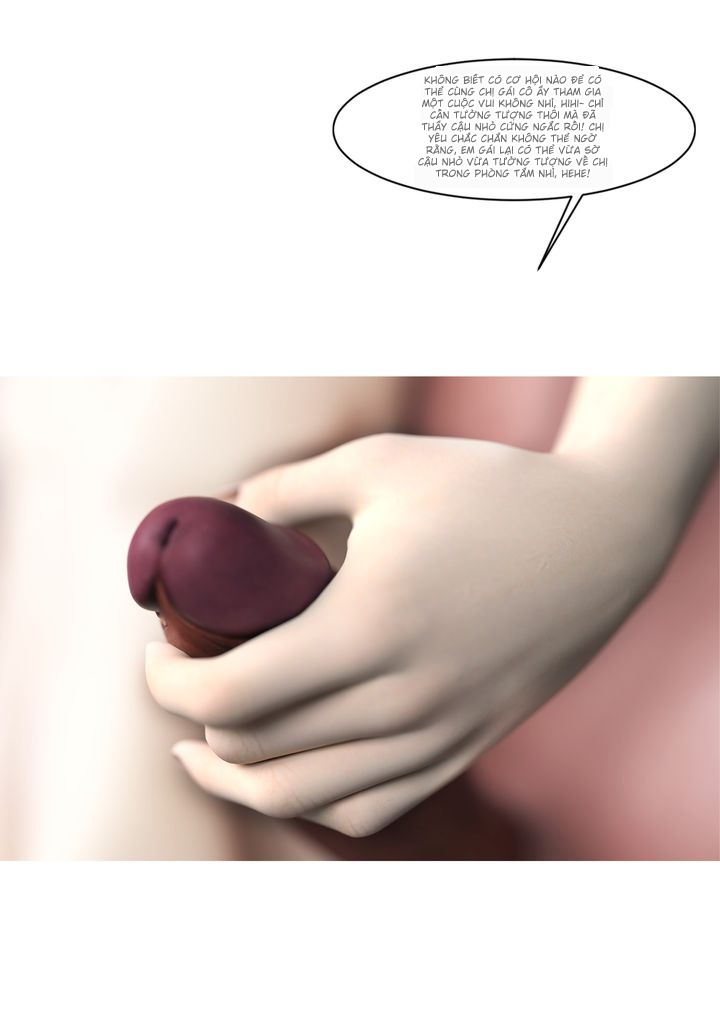 KHÔNG BIẾT CÓ CƠ HỘI NÀO ĐỂ CÓ
THỂ CÙNG CHỊ GÁI CÔ ẤY THAM GIA
MỘT CUỘC VUI KHÔNG NHỈ, HIHI~ CHỈ
CẦN TƯỞNG TƯỢNG THÔI MÀ ĐÃ
THẤY CẬU NHỎ CỨNG NGẮC RỒI! CHỊ
YÊU CHẮC CHẮN KHÔNG THỂ NGỜ
RẰNG, EM GÁI LẠI CÓ THỂ VỪA SỜ
CẬU NHỎ VỪA TƯỞNG TƯỢNG VỀ CHỊ
TRONG PHÒNG TẮM NHỈ, HEHE!